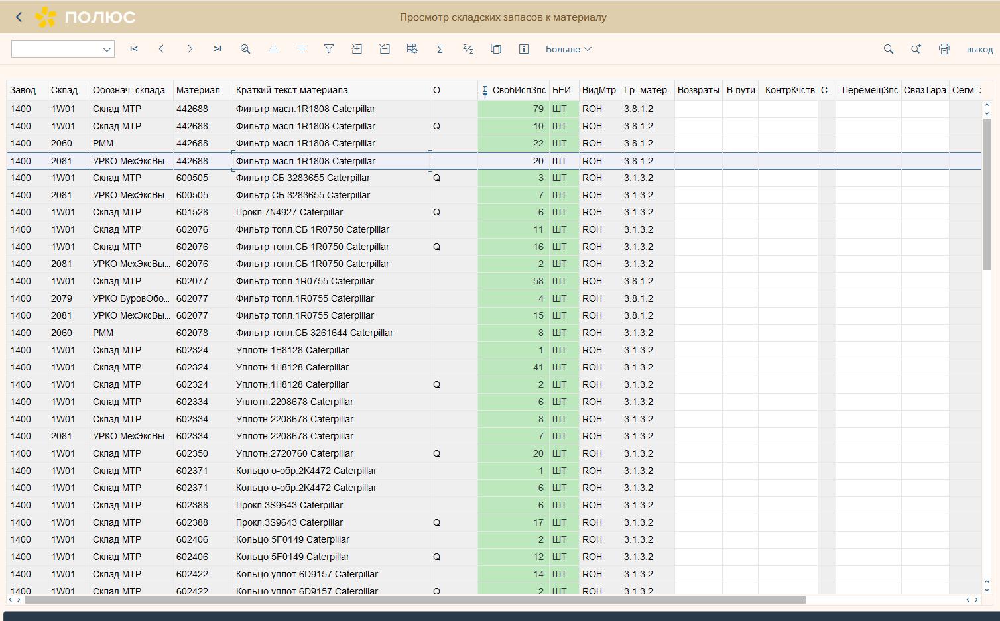 ПОЛЮС
Просмотр складских запасов к материалу
Больше
выход
Завод Склад Обознач. склада Материал Краткий текст материала О СвобИспЗпс БЕИ ВидМтр Гр. матер. Возвраты В пути КонтрКчств С... ПеремещЗпс СвязТара Сегм. з
1400 1W01 Склад МТР 442688 Фильтр масл.1R1808 Caterpillar 79 ШТ ROH 3.8.1.2
1400 1W01 Склад МТР 442688 Фильтр масл.1R1808 Caterpillar Q 10 ШТ ROH 3.8.1.2
1400 2060 РММ 442688 Фильтр масл.1R1808 Caterpillar 22 ШТ ROH 3.8.1.2
1400 2081 УРКО МехЭксВы... 442688 Фильтр масл.1R1808 Caterpillar 20 ШТ ROH 3.8.1.2
1400 1W01 Склад МТР 600505 Фильтр СБ 3283655 Caterpillar Q 3 ШТ ROH 3.1.3.2
1400 2081 УРКО МехЭксВы... 600505 Фильтр СБ 3283655 Caterpillar 7 ШТ ROH 3.1.3.2
1400 1W01 Склад МТР 601528 Прокл.7N4927 Caterpillar Q 6 ШТ ROH 3.1.3.2
1400 1W01 Склад МТР 602076 Фильтр топл.СБ 1R0750 Caterpillar 11 ШТ ROH 3.1.3.2
1400 1W01 Склад МТР 602076 Фильтр топл.СБ 1R0750 Caterpillar Q 16 ШТ ROH 3.1.3.2
1400 2081 УРКО МехЭксВы... 602076 Фильтр топл.СБ 1R0750 Caterpillar 2 ШТ ROH 3.1.3.2
1400 1W01 Склад МТР 602077 Фильтр топл.1R0755 Caterpillar 58 ШТ ROH 3.8.1.2
1400 2079 УРКО БуровОбо... 602077 Фильтр топл.1R0755 Caterpillar 4 ШТ ROH 3.8.1.2
1400 2081 УРКО МехЭксВы... 602077 Фильтр топл.1R0755 Caterpillar 15 ШТ ROH 3.8.1.2
1400 2060 РММ 602078 Фильтр топл.СБ 3261644 Caterpillar 8 ШТ ROH 3.1.3.2
1400 1W01 Склад МТР 602324 Уплотн.1H8128 Caterpillar 1 ШТ ROH 3.1.3.2
1400 1W01 Склад МТР 602324 Уплотн.1H8128 Caterpillar 41 ШТ ROH 3.1.3.2
1400 1W01 Склад МТР 602324 Уплотн.1H8128 Caterpillar Q 2 ШТ ROH 3.1.3.2
1400 1W01 Склад МТР 602334 Уплотн.2208678 Caterpillar 6 ШТ ROH 3.1.3.2
1400 1W01 Склад МТР 602334 Уплотн.2208678 Caterpillar 8 ШТ ROH 3.1.3.2
1400 2081 УРКО МехЭксВы... 602334 Уплотн.2208678 Caterpillar 7 ШТ ROH 3.1.3.2
1400 1W01 Склад МТР 602350 Уплотн.2720760 Caterpillar Q 20 ШТ ROH 3.1.3.2
1400 1W01 Склад МТР 602371 Кольцо о-обр.2K4472 Caterpillar 1 ШТ ROH 3.1.3.2
1400 1W01 Склад МТР 602371 Кольцо о-обр.2K4472 Caterpillar 6 ШТ ROH 3.1.3.2
1400 1W01 Склад МТР 602388 Прокл.3S9643 Caterpillar 6 ШТ ROH 3.1.3.2
1400 1W01 Склад МТР 602388 Прокл.3S9643 Caterpillar Q 17 ШТ ROH 3.1.3.2
1400 1W01 Склад МТР 602406 Кольцо 5F0149 Caterpillar 2 ШТ ROH 3.1.3.2
1400 1W01 Склад МТР 602406 Кольцо 5F0149 Caterpillar Q 12 ШТ ROH 3.1.3.2
1400 1W01 Склад МТР 602422 Кольцо уплот.6D9157 Caterpillar 14 ШТ ROH 3.1.3.2
1400 1W01 Склад МТР 602422 Кольцо уплот.6D9157 Caterpillar Q 2 ШТ ROH 3.1.3.2